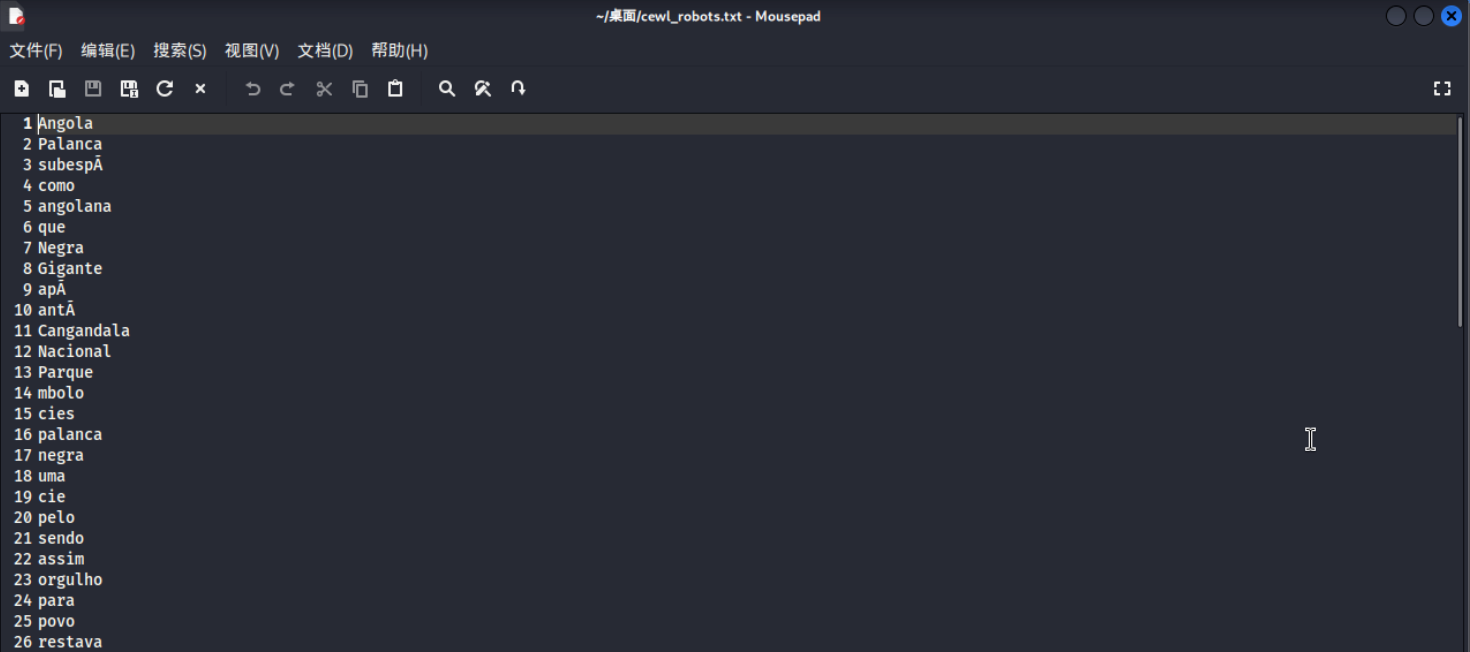 ~/桌面/cewl_robots.txt - Mousepad
文件(F) 编辑(E) 搜索(S) 视图(V) 文档(D) 帮助(H)
1 Angola
2 Palanca
3 subespÃ
4 como
5 angolana
6 que
7 Negra
8 Gigante
9 apÃ
10 antÃ
11 Cangandala
12 Nacional
13 Parque
14 mbolo
15 cies
16 palanca
17 negra
18 uma
19 cie
20 pelo
21 sendo
22 assim
23 orgulho
24 para
25 povo
26 restava